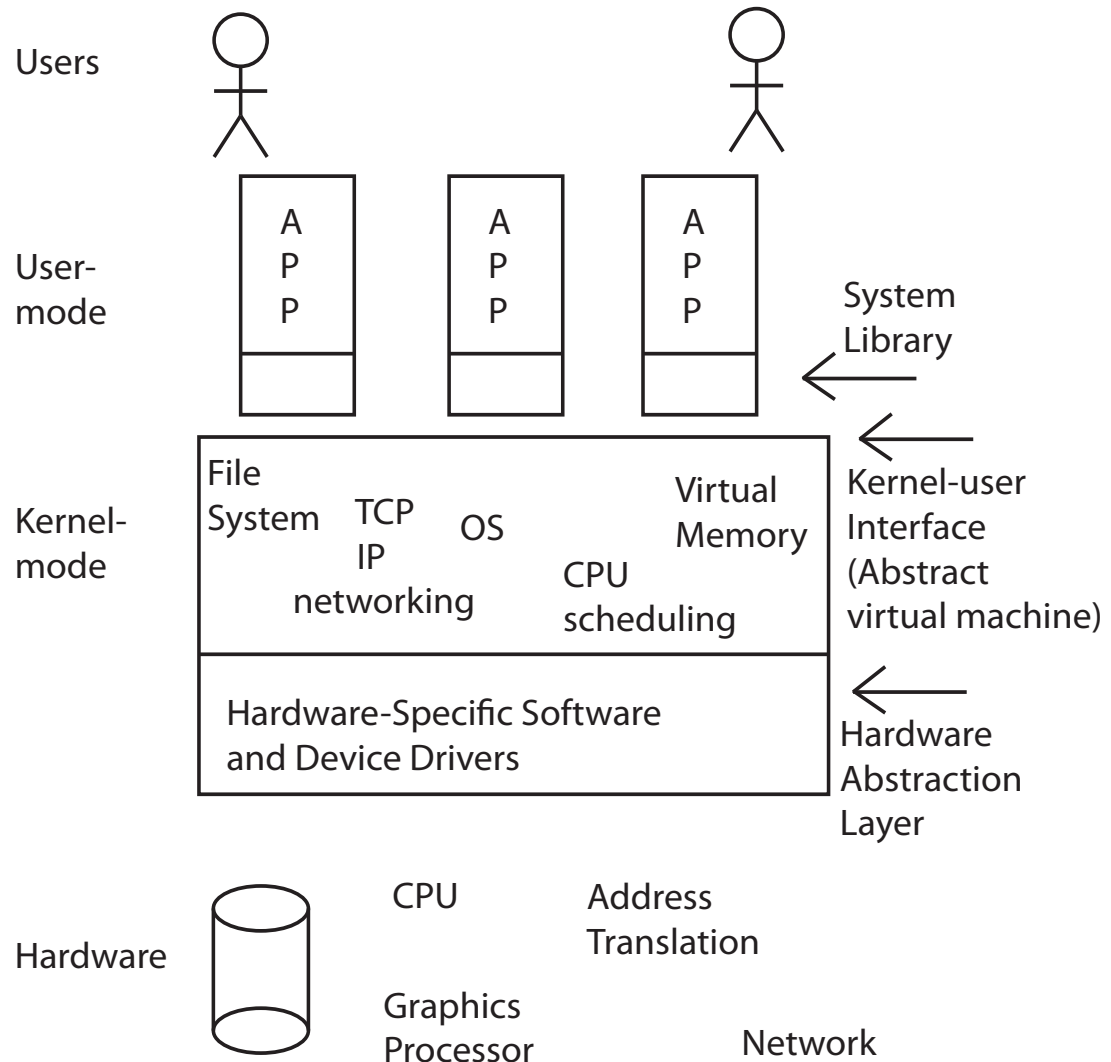 Users
User-
mode
A
P
P
A
P
P
A
P
P
System
Library
Kernel-
mode
File
System
TCP
IP
networking
OS
CPU
scheduling
Virtual
Memory
Kernel-user
Interface
(Abstract
virtual machine)
Hardware-Specific Software
and Device Drivers
Hardware
Abstraction
Layer
Hardware
CPU
Address
Translation
Graphics
Processor
Network